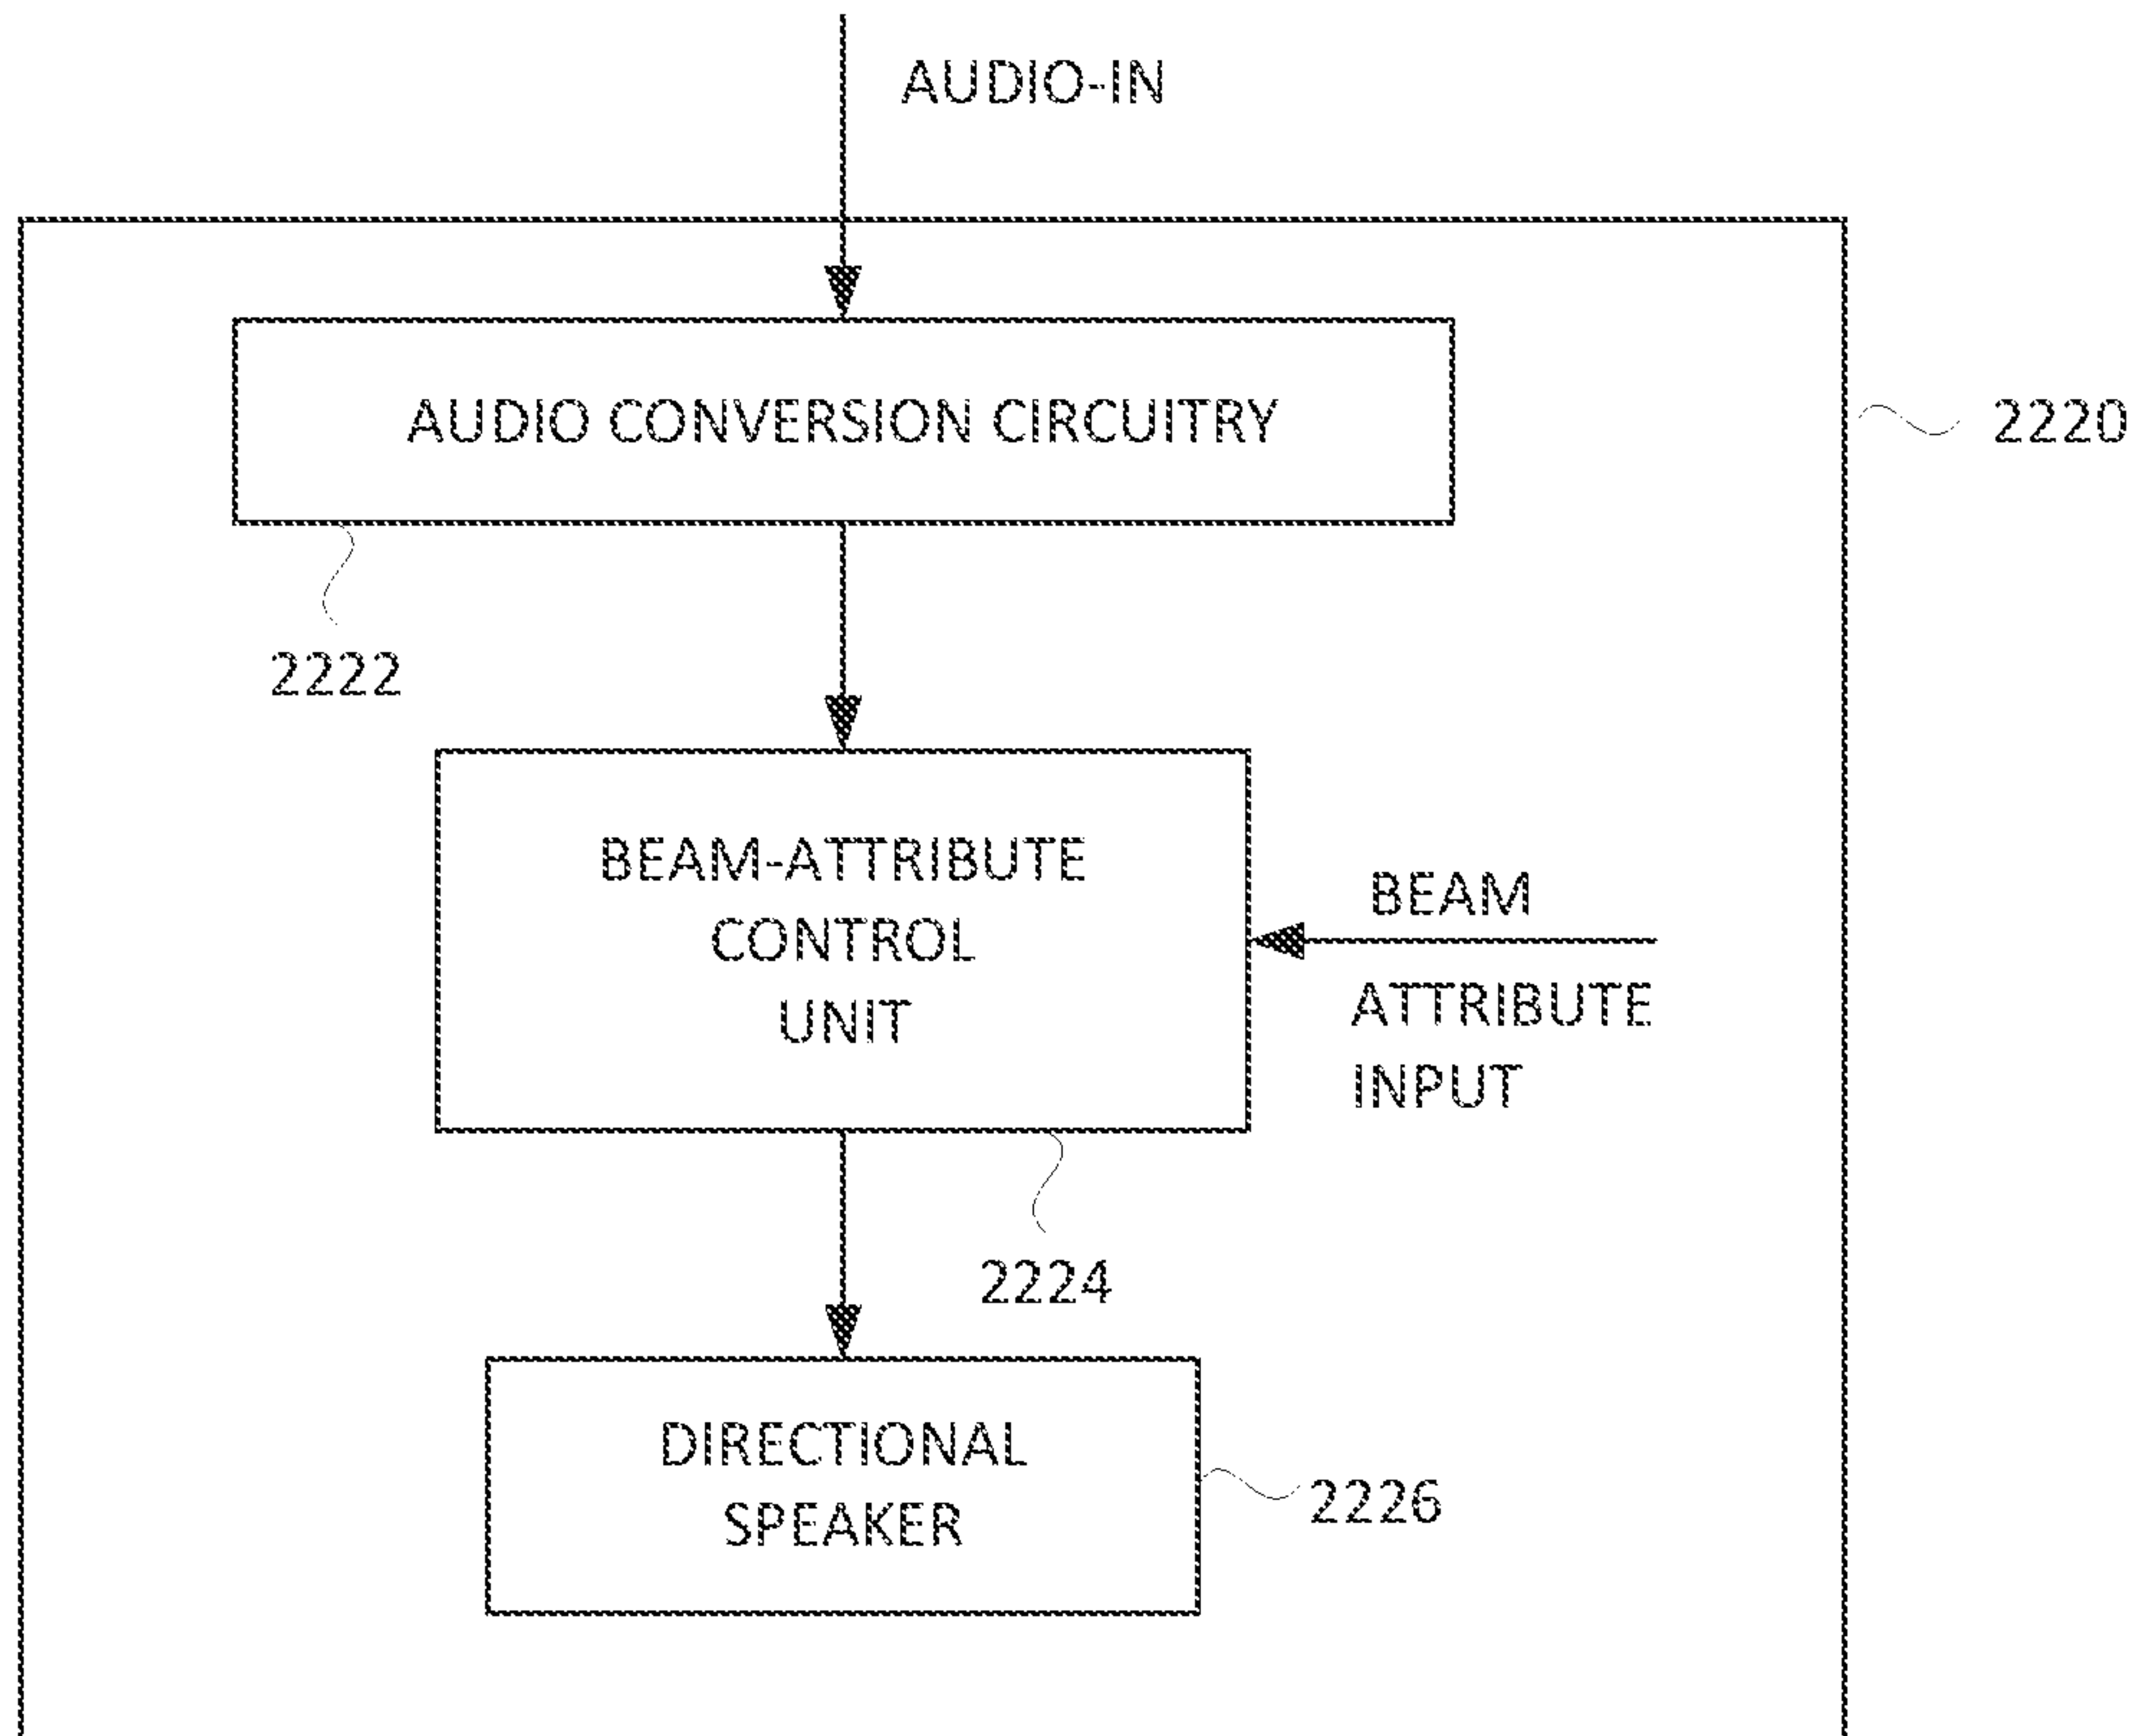 AUDIO-IN
AUDIO CONVERSION CIRCUITRY
2220
2222
BEAM-ATTRIBUTE
CONTROL
UNIT
BEAM
ATTRIBUTE
INPUT
2224
DIRECTIONAL
SPEAKER
2226